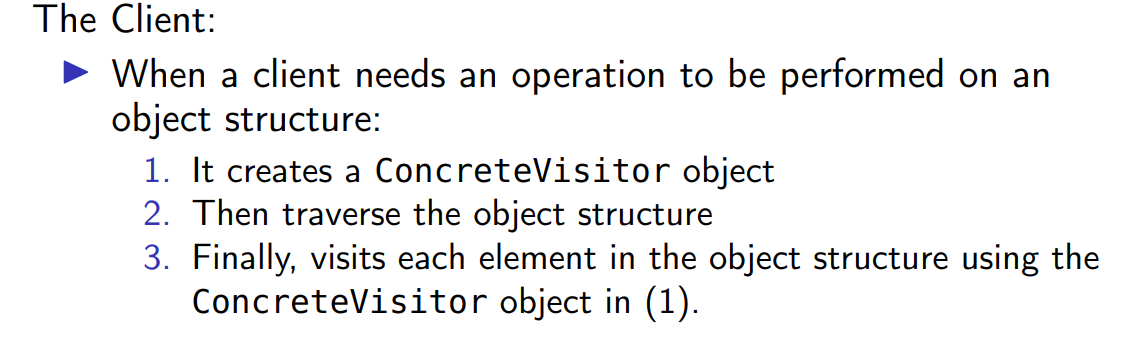 The Client:
▶ When a client needs an operation to be performed on an
object structure:
1. It creates a ConcreteVisitor object
2. Then traverse the object structure
3. Finally, visits each element in the object structure using the
ConcreteVisitor object in (1).